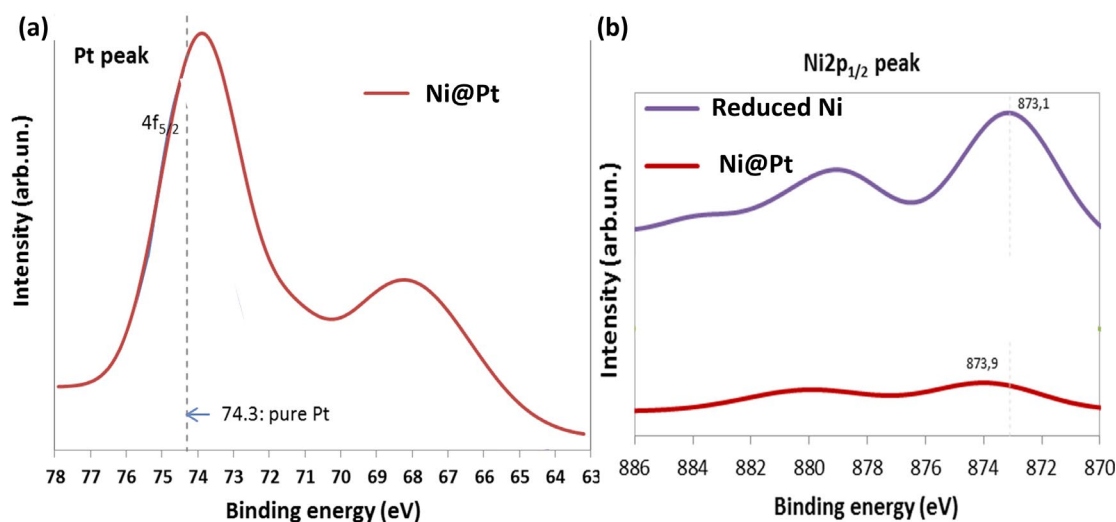 (a)
Pt peak
Ni@Pt
4f5/2
74.3: pure Pt
Intensity (arb.un.)
78 77 75 74 73 72 70 69 68 67 66 65 64 63
Binding energy (eV)
(b)
Ni2p1/2 peak
Reduced Ni
Ni@Pt
873,1
873,9
Intensity (arb.un.)
886 884 882 880 878 876 874 872 870
Binding energy (eV)